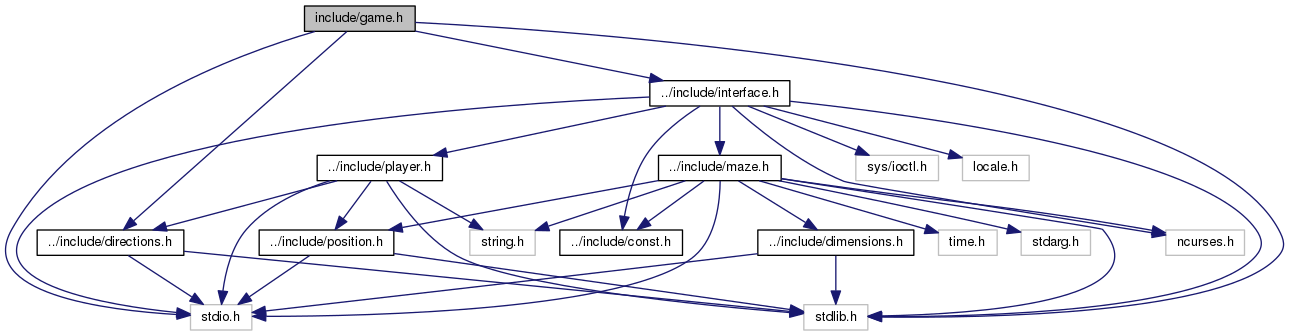 include/game.h
../include/interface.h
../include/player.h
../include/maze.h
sys/ioctl.h
locale.h
../include/directions.h
../include/position.h
string.h
../include/const.h
../include/dimensions.h
time.h
stdarg.h
ncurses.h
stdio.h
stdlib.h